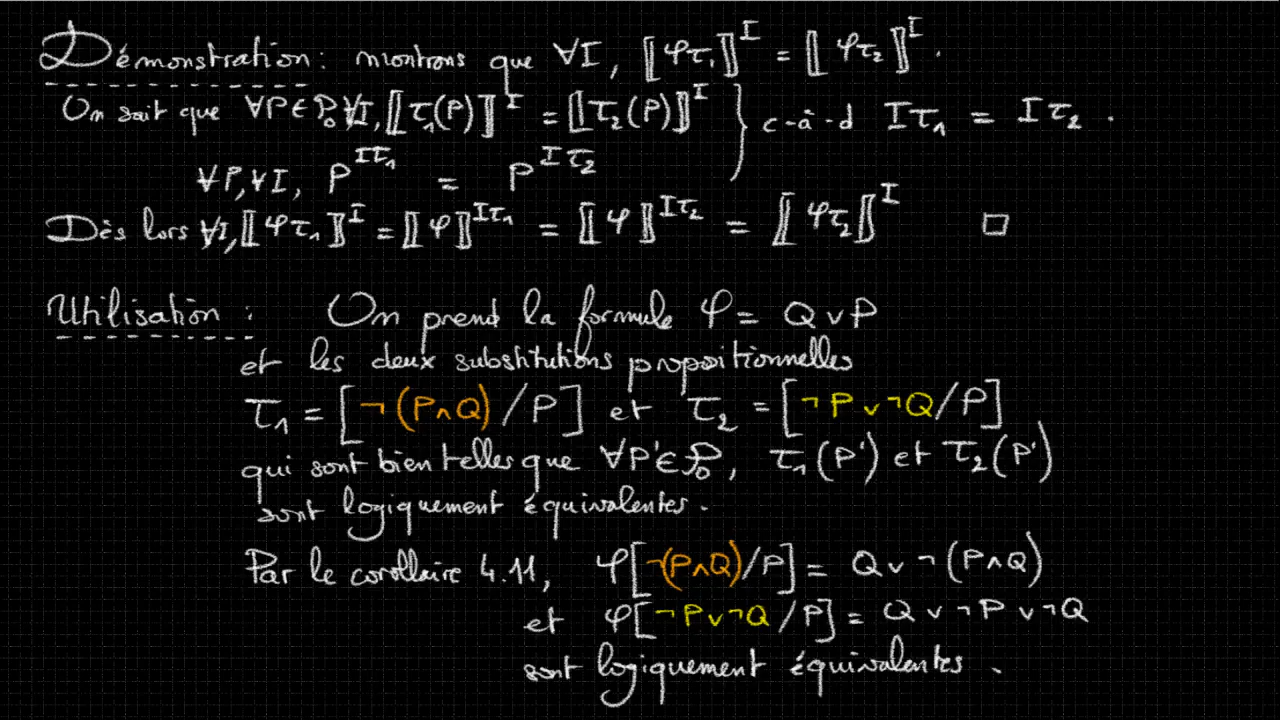 Démonstration : montrons que ∀I, ⟦φτ₁⟧ᴵ = ⟦φτ₂⟧ᴵ.
On sait que ∀P∈𝒫₀ ∀I, ⟦τ₁(P)⟧ᴵ = ⟦τ₂(P)⟧ᴵ } c-à-d Iτ₁ = Iτ₂.
∀P, ∀I, P^{Iτ₁} = P^{Iτ₂}
Dès lors ∀I, ⟦φτ₁⟧ᴵ = ⟦φ⟧^{Iτ₁} = ⟦φ⟧^{Iτ₂} = ⟦φτ₂⟧ᴵ □
Utilisation : On prend la formule φ = Q ∨ P
et les deux substitutions propositionnelles
τ₁ = [¬(P∧Q)/P] et τ₂ = [¬P∨¬Q/P]
qui sont bien telles que ∀P'∈𝒫₀, τ₁(P') et τ₂(P')
sont logiquement équivalentes.
Par le corollaire 4.11, φ[¬(P∧Q)/P] = Q∨¬(P∧Q)
et φ[¬P∨¬Q/P] = Q∨¬P∨¬Q
sont logiquement équivalentes.